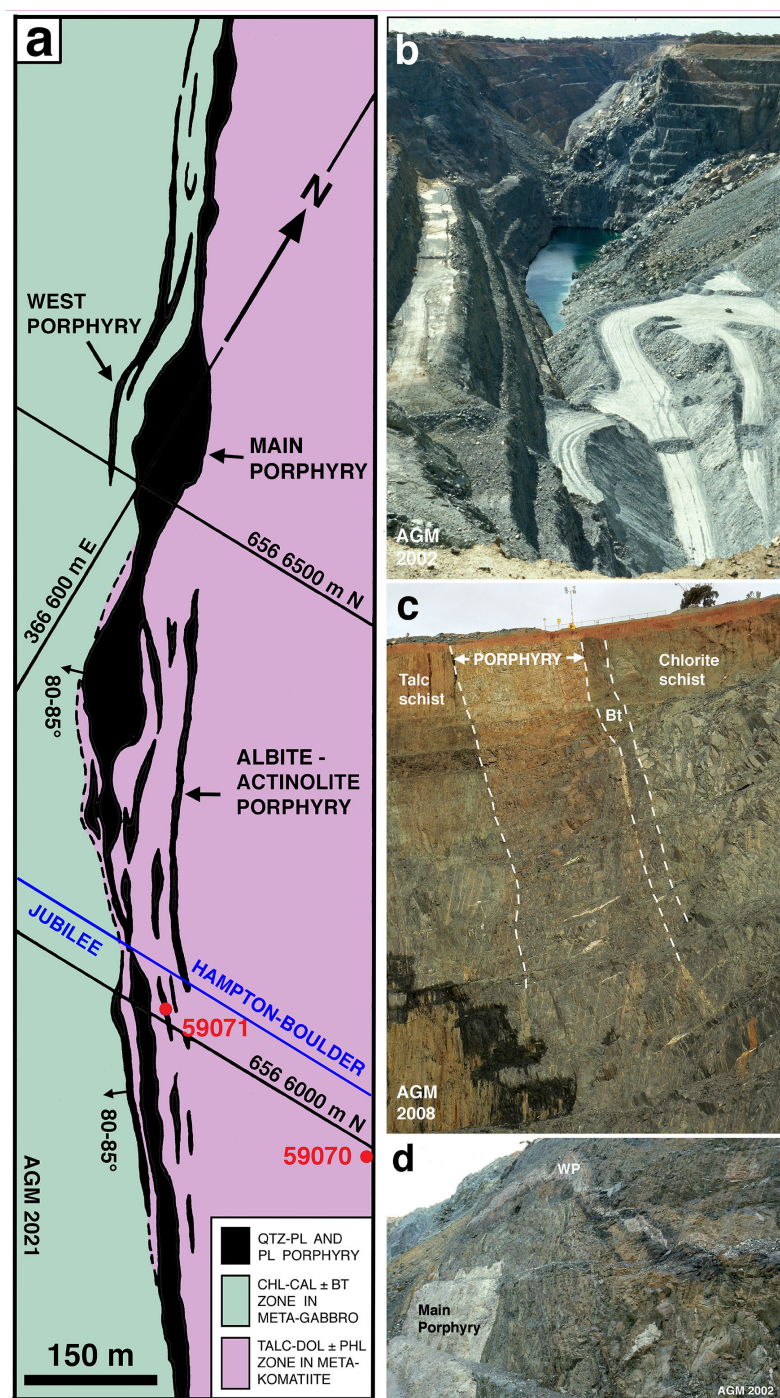 a
N
WEST
PORPHYRY
MAIN
PORPHYRY
656 6500 m N
366 600 m E
80-85°
ALBITE -
ACTINOLITE
PORPHYRY
JUBILEE
HAMPTON-BOULDER
59071
656 6000 m N
80-85°
59070
AGM 2021
QTZ-PL AND
PL PORPHYRY
CHL-CAL ± BT
ZONE IN
META-GABBRO
TALC-DOL ± PHL
ZONE IN META-
KOMATIITE
150 m
b
AGM
2002
c
PORPHYRY
Talc
schist
Chlorite
schist
Bt
AGM
2008
d
WP
Main
Porphyry
AGM 2002